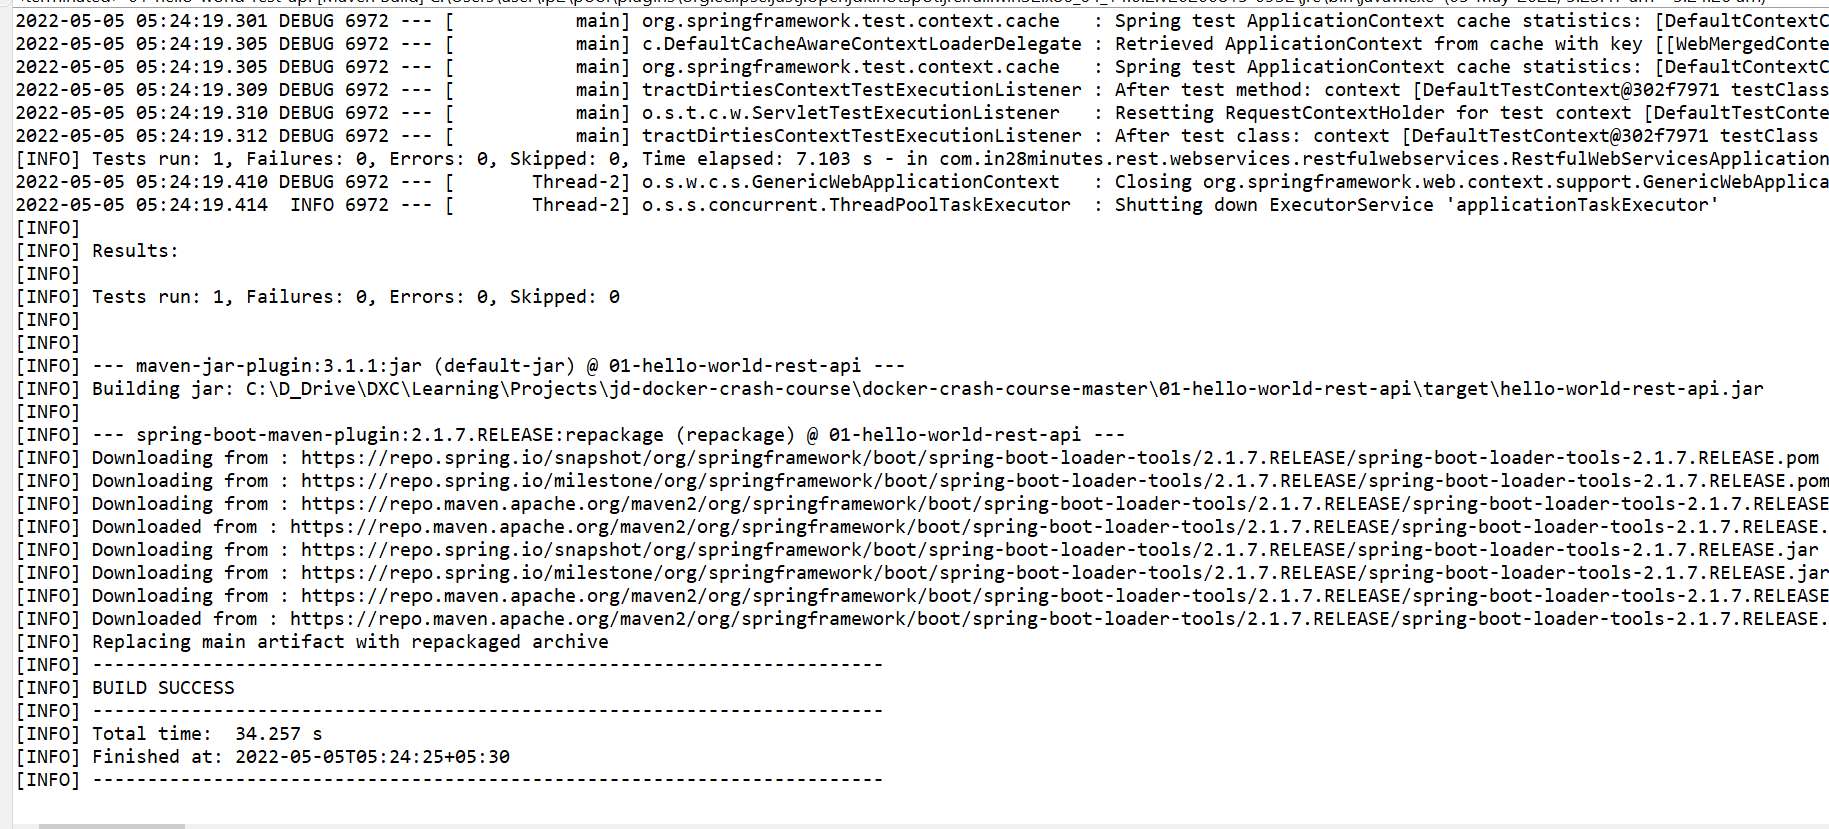 2022-05-05 05:24:19.301 DEBUG 6972 --- [           main] org.springframework.test.context.cache   : Spring test ApplicationContext cache statistics: [DefaultContextC
2022-05-05 05:24:19.305 DEBUG 6972 --- [           main] c.DefaultCacheAwareContextLoaderDelegate : Retrieved ApplicationContext from cache with key [[WebMergedConte
2022-05-05 05:24:19.305 DEBUG 6972 --- [           main] org.springframework.test.context.cache   : Spring test ApplicationContext cache statistics: [DefaultContextC
2022-05-05 05:24:19.309 DEBUG 6972 --- [           main] tractDirtiesContextTestExecutionListener : After test method: context [DefaultTestContext@302f7971 testClass
2022-05-05 05:24:19.310 DEBUG 6972 --- [           main] o.s.t.c.w.ServletTestExecutionListener   : Resetting RequestContextHolder for test context [DefaultTestConte
2022-05-05 05:24:19.312 DEBUG 6972 --- [           main] tractDirtiesContextTestExecutionListener : After test class: context [DefaultTestContext@302f7971 testClass
[INFO] Tests run: 1, Failures: 0, Errors: 0, Skipped: 0, Time elapsed: 7.103 s - in com.in28minutes.rest.webservices.restfulwebservices.RestfulWebServicesApplication
2022-05-05 05:24:19.410 DEBUG 6972 --- [       Thread-2] o.s.w.c.s.GenericWebApplicationContext   : Closing org.springframework.web.context.support.GenericWebApplica
2022-05-05 05:24:19.414  INFO 6972 --- [       Thread-2] o.s.s.concurrent.ThreadPoolTaskExecutor  : Shutting down ExecutorService 'applicationTaskExecutor'
[INFO]
[INFO] Results:
[INFO]
[INFO] Tests run: 1, Failures: 0, Errors: 0, Skipped: 0
[INFO]
[INFO]
[INFO] --- maven-jar-plugin:3.1.1:jar (default-jar) @ 01-hello-world-rest-api ---
[INFO] Building jar: C:\D_Drive\DXC\Learning\Projects\jd-docker-crash-course\docker-crash-course-master\01-hello-world-rest-api\target\hello-world-rest-api.jar
[INFO]
[INFO] --- spring-boot-maven-plugin:2.1.7.RELEASE:repackage (repackage) @ 01-hello-world-rest-api ---
[INFO] Downloading from : https://repo.spring.io/snapshot/org/springframework/boot/spring-boot-loader-tools/2.1.7.RELEASE/spring-boot-loader-tools-2.1.7.RELEASE.pom
[INFO] Downloading from : https://repo.spring.io/milestone/org/springframework/boot/spring-boot-loader-tools/2.1.7.RELEASE/spring-boot-loader-tools-2.1.7.RELEASE.pom
[INFO] Downloading from : https://repo.maven.apache.org/maven2/org/springframework/boot/spring-boot-loader-tools/2.1.7.RELEASE/spring-boot-loader-tools-2.1.7.RELEASE
[INFO] Downloaded from : https://repo.maven.apache.org/maven2/org/springframework/boot/spring-boot-loader-tools/2.1.7.RELEASE/spring-boot-loader-tools-2.1.7.RELEASE.
[INFO] Downloading from : https://repo.spring.io/snapshot/org/springframework/boot/spring-boot-loader-tools/2.1.7.RELEASE/spring-boot-loader-tools-2.1.7.RELEASE.jar
[INFO] Downloading from : https://repo.spring.io/milestone/org/springframework/boot/spring-boot-loader-tools/2.1.7.RELEASE/spring-boot-loader-tools-2.1.7.RELEASE.jar
[INFO] Downloading from : https://repo.maven.apache.org/maven2/org/springframework/boot/spring-boot-loader-tools/2.1.7.RELEASE/spring-boot-loader-tools-2.1.7.RELEASE
[INFO] Downloaded from : https://repo.maven.apache.org/maven2/org/springframework/boot/spring-boot-loader-tools/2.1.7.RELEASE/spring-boot-loader-tools-2.1.7.RELEASE.
[INFO] Replacing main artifact with repackaged archive
[INFO] ------------------------------------------------------------------------
[INFO] BUILD SUCCESS
[INFO] ------------------------------------------------------------------------
[INFO] Total time:  34.257 s
[INFO] Finished at: 2022-05-05T05:24:25+05:30
[INFO] ------------------------------------------------------------------------